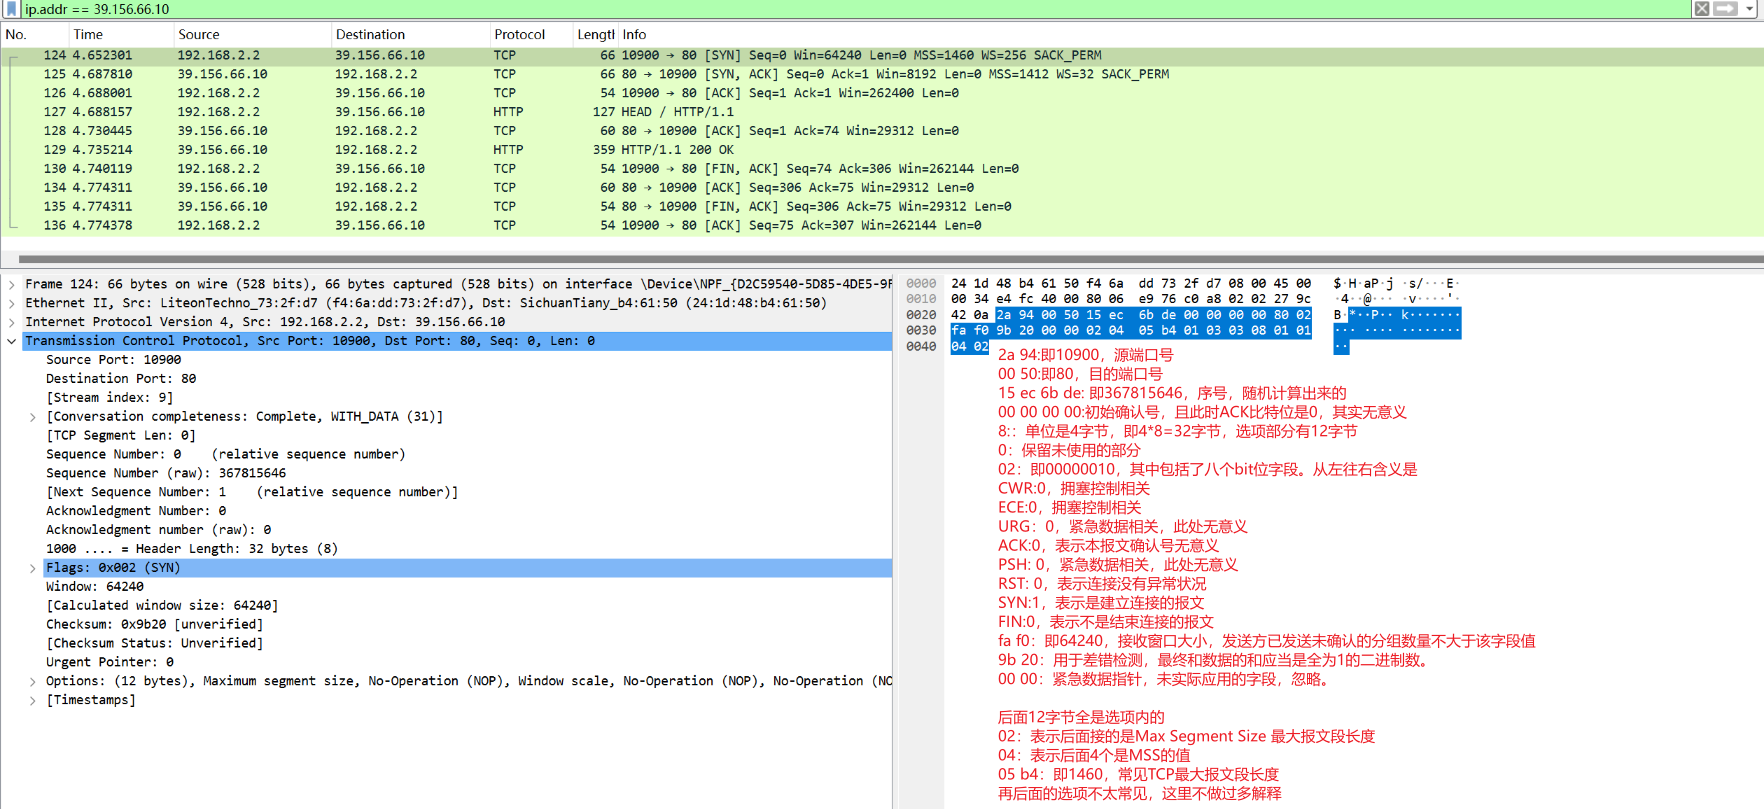 ip.addr == 39.156.66.10
No. Time Source Destination Protocol Length Info
124 4.652301 192.168.2.2 39.156.66.10 TCP 66 10900 → 80 [SYN] Seq=0 Win=64240 Len=0 MSS=1460 WS=256 SACK_PERM
125 4.687810 39.156.66.10 192.168.2.2 TCP 66 80 → 10900 [SYN, ACK] Seq=0 Ack=1 Win=8192 Len=0 MSS=1412 WS=32 SACK_PERM
126 4.688001 192.168.2.2 39.156.66.10 TCP 54 10900 → 80 [ACK] Seq=1 Ack=1 Win=262400 Len=0
127 4.688157 192.168.2.2 39.156.66.10 HTTP 127 HEAD / HTTP/1.1
128 4.730445 39.156.66.10 192.168.2.2 TCP 60 80 → 10900 [ACK] Seq=1 Ack=74 Win=29312 Len=0
129 4.735214 39.156.66.10 192.168.2.2 HTTP 359 HTTP/1.1 200 OK
130 4.740119 192.168.2.2 39.156.66.10 TCP 54 10900 → 80 [FIN, ACK] Seq=74 Ack=306 Win=262144 Len=0
134 4.774311 39.156.66.10 192.168.2.2 TCP 60 80 → 10900 [ACK] Seq=306 Ack=75 Win=29312 Len=0
135 4.774311 39.156.66.10 192.168.2.2 TCP 54 80 → 10900 [FIN, ACK] Seq=306 Ack=75 Win=29312 Len=0
136 4.774378 192.168.2.2 39.156.66.10 TCP 54 10900 → 80 [ACK] Seq=75 Ack=307 Win=262144 Len=0
Frame 124: 66 bytes on wire (528 bits), 66 bytes captured (528 bits) on interface \Device\NPF_{D2C59540-5D85-4DE5-9F
Ethernet II, Src: LiteonTechno_73:2f:d7 (f4:6a:dd:73:2f:d7), Dst: SichuanTiany_b4:61:50 (24:1d:48:b4:61:50)
Internet Protocol Version 4, Src: 192.168.2.2, Dst: 39.156.66.10
Transmission Control Protocol, Src Port: 10900, Dst Port: 80, Seq: 0, Len: 0
Source Port: 10900
Destination Port: 80
[Stream index: 9]
[Conversation completeness: Complete, WITH_DATA (31)]
[TCP Segment Len: 0]
Sequence Number: 0 (relative sequence number)
Sequence Number (raw): 367815646
[Next Sequence Number: 1 (relative sequence number)]
Acknowledgment Number: 0
Acknowledgment number (raw): 0
1000 .... = Header Length: 32 bytes (8)
Flags: 0x002 (SYN)
Window: 64240
[Calculated window size: 64240]
Checksum: 0x9b20 [unverified]
[Checksum Status: Unverified]
Urgent Pointer: 0
Options: (12 bytes), Maximum segment size, No-Operation (NOP), Window scale, No-Operation (NOP), No-Operation (NO
[Timestamps]
0000 24 1d 48 b4 61 50 f4 6a dd 73 2f d7 08 00 45 00 $·H·aP·j ·s/···E·
0010 00 34 e4 fc 40 00 80 06 e9 76 c0 a8 02 02 27 9c ·4··@··· ·v····'·
0020 42 0a 2a 94 00 50 15 ec 6b de 00 00 00 00 80 02 B·*··P·· k·······
0030 fa f0 9b 20 00 00 02 04 05 b4 01 03 03 08 01 01 ··· ···· ········
0040 04 02 ··
2a 94:即10900，源端口号
00 50:即80，目的端口号
15 ec 6b de: 即367815646，序号，随机计算出来的
00 00 00 00:初始确认号，且此时ACK比特位是0，其实无意义
8:：单位是4字节，即4*8=32字节，选项部分有12字节
0：保留未使用的部分
02：即00000010，其中包括了八个bit位字段。从左往右含义是
CWR:0，拥塞控制相关
ECE:0，拥塞控制相关
URG：0，紧急数据相关，此处无意义
ACK:0，表示本报文确认号无意义
PSH: 0，紧急数据相关，此处无意义
RST: 0，表示连接没有异常状况
SYN:1，表示是建立连接的报文
FIN:0，表示不是结束连接的报文
fa f0：即64240，接收窗口大小，发送方已发送未确认的分组数量不大于该字段值
9b 20：用于差错检测，最终和数据的和应当是全为1的二进制数。
00 00：紧急数据指针，未实际应用的字段，忽略。
后面12字节全是选项内的
02：表示后面接的是Max Segment Size 最大报文段长度
04：表示后面4个是MSS的值
05 b4：即1460，常见TCP最大报文段长度
再后面的选项不太常见，这里不做过多解释